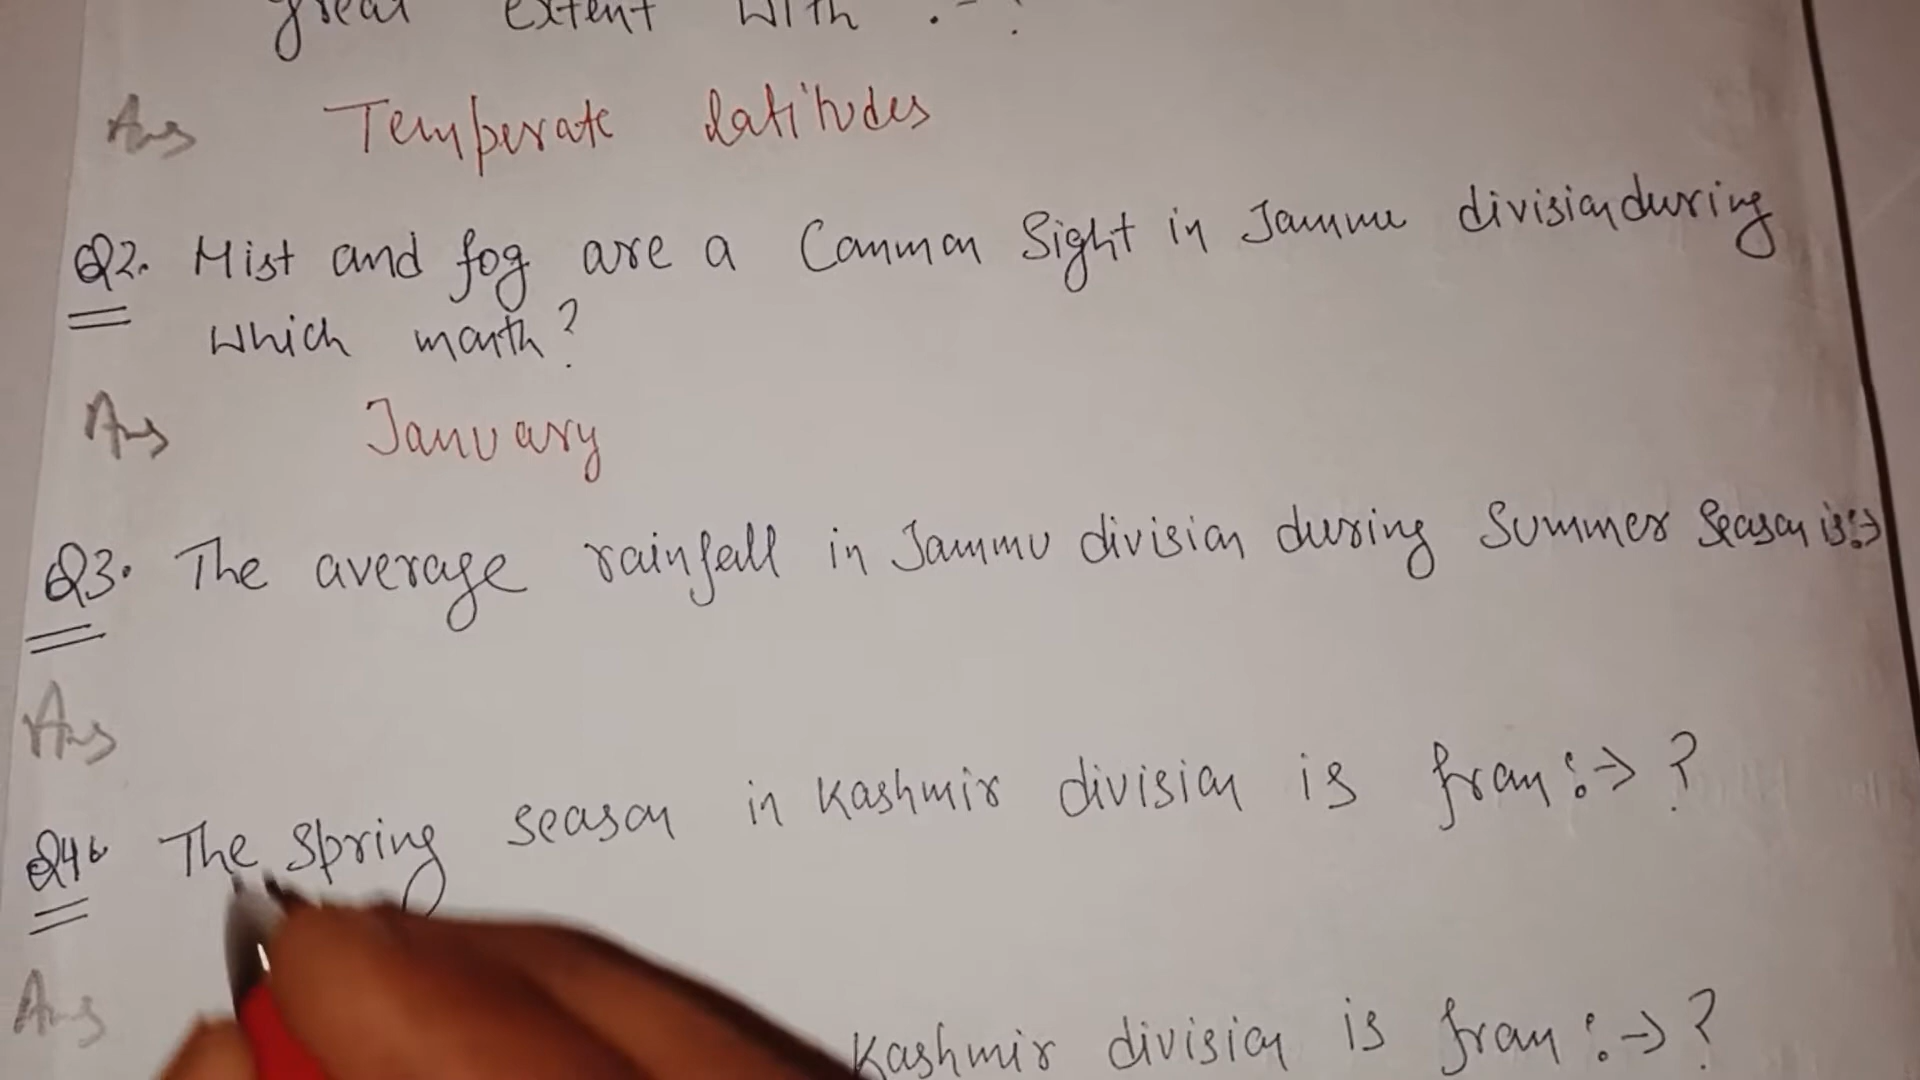 great extent with :-?
Ans Temperate latitudes
Q2. Mist and fog are a Common Sight in Jammu division during
which month?
Ans January
Q3. The average rainfall in Jammu division during Summer Season is:→
Ans
Q4. The Spring season in Kashmir division is from:→?
Ans
Kashmir division is from:→?